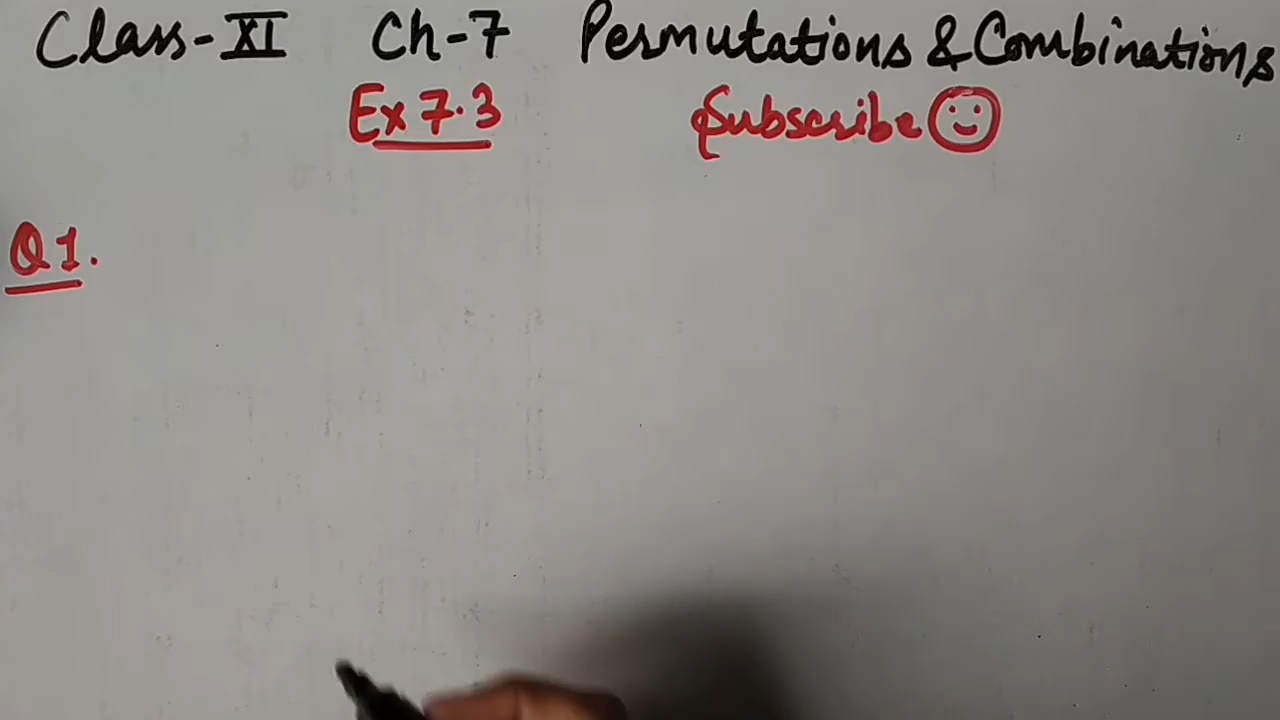 Class-XI Ch-7 Permutations & Combinations
Ex 7.3 Subscribe
Q1.